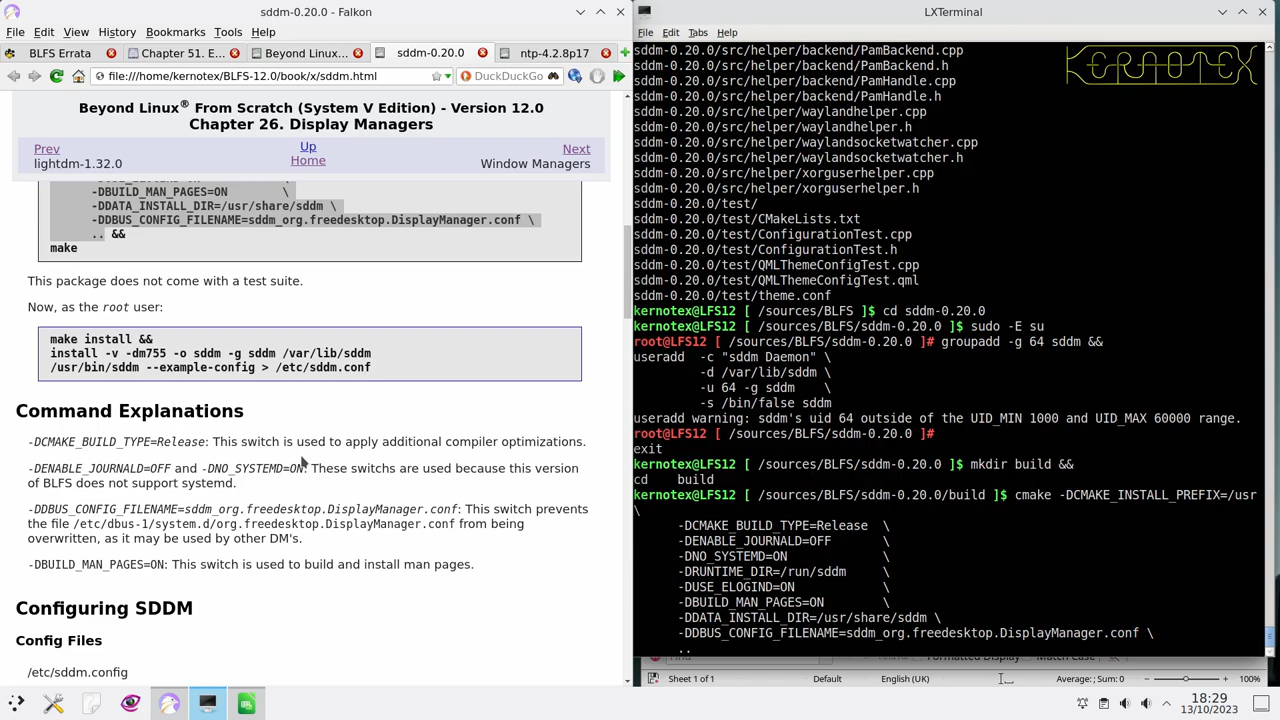 sddm-0.20.0 - Falkon
File Edit View History Bookmarks Tools Help
BLFS Errata
Chapter 51. E...
Beyond Linux...
sddm-0.20.0
ntp-4.2.8p17
file:///home/kernotex/BLFS-12.0/book/x/sddm.html
DuckDuckGo
Beyond Linux® From Scratch (System V Edition) - Version 12.0
Chapter 26. Display Managers
Prev Up Next
lightdm-1.32.0 Home Window Managers
-DBUILD_MAN_PAGES=ON \
-DDATA_INSTALL_DIR=/usr/share/sddm \
-DDBUS_CONFIG_FILENAME=sddm_org.freedesktop.DisplayManager.conf \
.. &&
make
This package does not come with a test suite.
Now, as the root user:
make install &&
install -v -dm755 -o sddm -g sddm /var/lib/sddm
/usr/bin/sddm --example-config > /etc/sddm.conf
Command Explanations
-DCMAKE_BUILD_TYPE=Release: This switch is used to apply additional compiler optimizations.
-DENABLE_JOURNALD=OFF and -DNO_SYSTEMD=ON: These switchs are used because this version
of BLFS does not support systemd.
-DDBUS_CONFIG_FILENAME=sddm_org.freedesktop.DisplayManager.conf: This switch prevents
the file /etc/dbus-1/system.d/org.freedesktop.DisplayManager.conf from being
overwritten, as it may be used by other DM's.
-DBUILD_MAN_PAGES=ON: This switch is used to build and install man pages.
Configuring SDDM
Config Files
/etc/sddm.config
LXTerminal
File Edit Tabs Help
KERNOTEX
sddm-0.20.0/src/helper/backend/PamBackend.cpp
sddm-0.20.0/src/helper/backend/PamBackend.h
sddm-0.20.0/src/helper/backend/PamHandle.cpp
sddm-0.20.0/src/helper/backend/PamHandle.h
sddm-0.20.0/src/helper/waylandhelper.cpp
sddm-0.20.0/src/helper/waylandhelper.h
sddm-0.20.0/src/helper/waylandsocketwatcher.cpp
sddm-0.20.0/src/helper/waylandsocketwatcher.h
sddm-0.20.0/src/helper/xorguserhelper.cpp
sddm-0.20.0/src/helper/xorguserhelper.h
sddm-0.20.0/test/
sddm-0.20.0/test/CMakeLists.txt
sddm-0.20.0/test/ConfigurationTest.cpp
sddm-0.20.0/test/ConfigurationTest.h
sddm-0.20.0/test/QMLThemeConfigTest.cpp
sddm-0.20.0/test/QMLThemeConfigTest.qml
sddm-0.20.0/test/theme.conf
kernotex@LFS12 [ /sources/BLFS ]$ cd sddm-0.20.0
kernotex@LFS12 [ /sources/BLFS/sddm-0.20.0 ]$ sudo -E su
root@LFS12 [ /sources/BLFS/sddm-0.20.0 ]# groupadd -g 64 sddm &&
useradd -c "sddm Daemon" \
-d /var/lib/sddm \
-u 64 -g sddm \
-s /bin/false sddm
useradd warning: sddm's uid 64 outside of the UID_MIN 1000 and UID_MAX 60000 range.
root@LFS12 [ /sources/BLFS/sddm-0.20.0 ]#
exit
kernotex@LFS12 [ /sources/BLFS/sddm-0.20.0 ]$ mkdir build &&
cd build
kernotex@LFS12 [ /sources/BLFS/sddm-0.20.0/build ]$ cmake -DCMAKE_INSTALL_PREFIX=/usr
\
-DCMAKE_BUILD_TYPE=Release \
-DENABLE_JOURNALD=OFF \
-DNO_SYSTEMD=ON \
-DRUNTIME_DIR=/run/sddm \
-DUSE_ELOGIND=ON \
-DBUILD_MAN_PAGES=ON \
-DDATA_INSTALL_DIR=/usr/share/sddm \
-DDBUS_CONFIG_FILENAME=sddm_org.freedesktop.DisplayManager.conf \
..
Sheet 1 of 1 Default English (UK) Average: ; Sum: 0 100%
18:29
13/10/2023